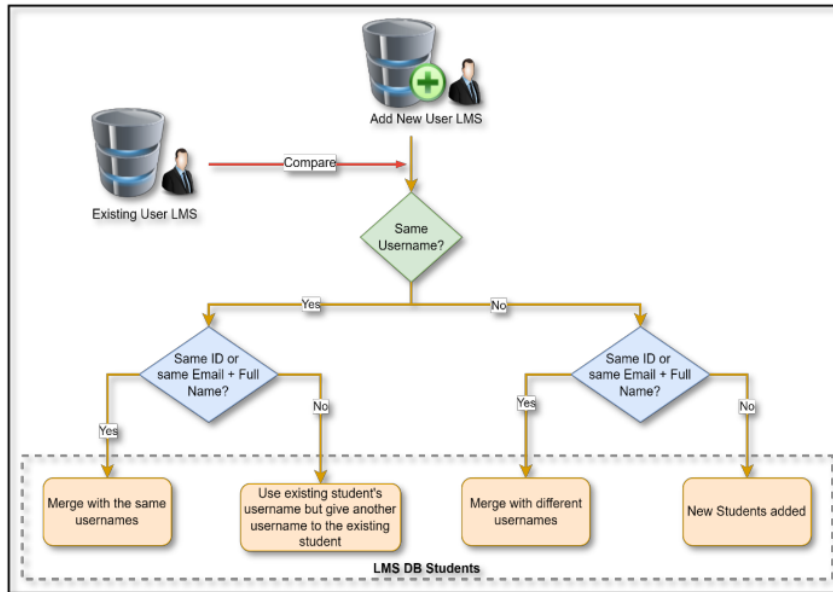 Add New User LMS
Compare
Existing User LMS
Same
Username?
Yes
No
Same ID or
same Email + Full
Name?
Same ID or
same Email + Full
Name?
Yes
No
Yes
No
Merge with the same
usernames
Use existing student's
username but give another
username to the existing
student
Merge with different
usernames
New Students added
LMS DB Students